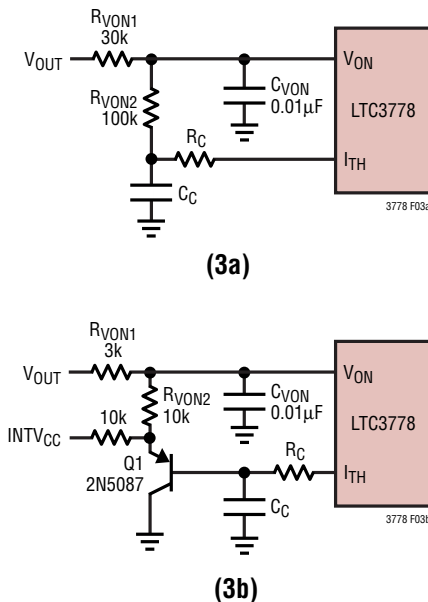 RVON1
30k
VOUT
VON
RVON2
100k
CVON
0.01µF
LTC3778
RC
ITH
CC
3778 F03a
(3a)
RVON1
3k
VOUT
VON
RVON2
10k
CVON
0.01µF
INTVCC
10k
LTC3778
Q1
2N5087
RC
ITH
CC
3778 F03b
(3b)